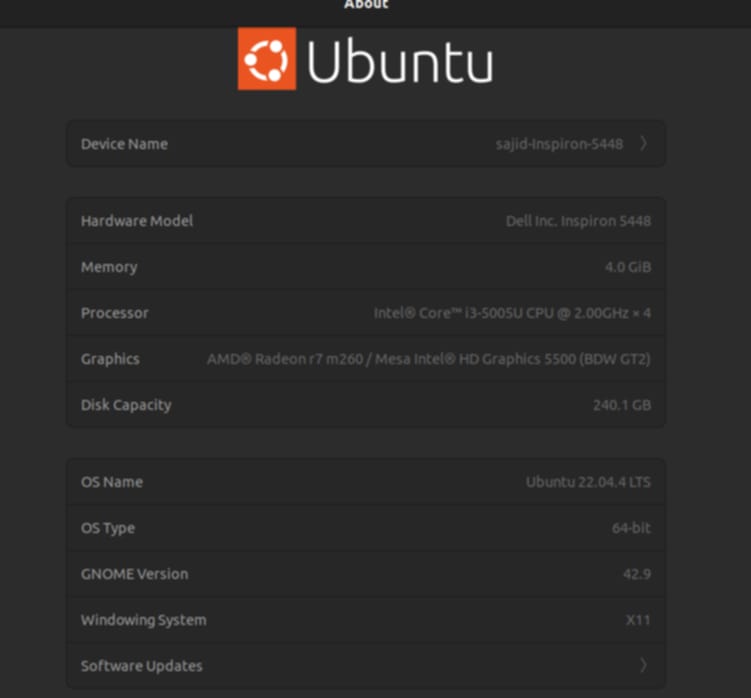 About
Ubuntu
Device Name sajid-Inspiron-5448
Hardware Model Dell Inc. Inspiron 5448
Memory 4.0 GiB
Processor Intel® Core™ i3-5005U CPU @ 2.00GHz × 4
Graphics AMD® Radeon r7 m260 / Mesa Intel® HD Graphics 5500 (BDW GT2)
Disk Capacity 240.1 GB
OS Name Ubuntu 22.04.4 LTS
OS Type 64-bit
GNOME Version 42.9
Windowing System X11
Software Updates